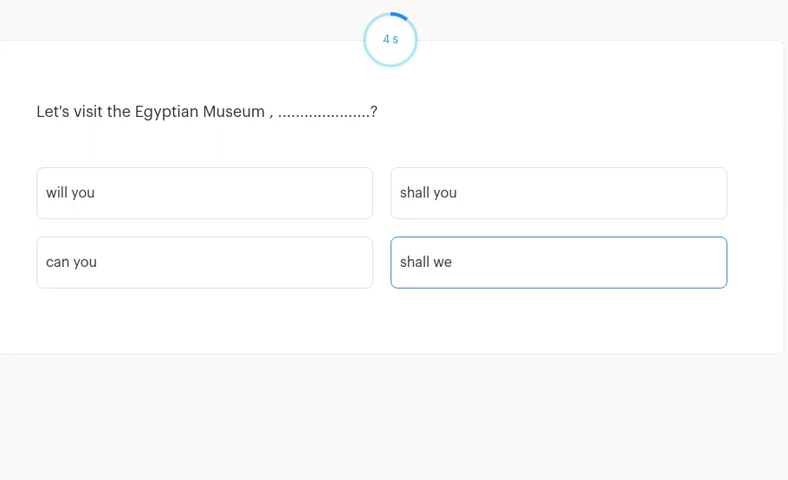 4 s
Let's visit the Egyptian Museum , .....................?
will you
shall you
can you
shall we